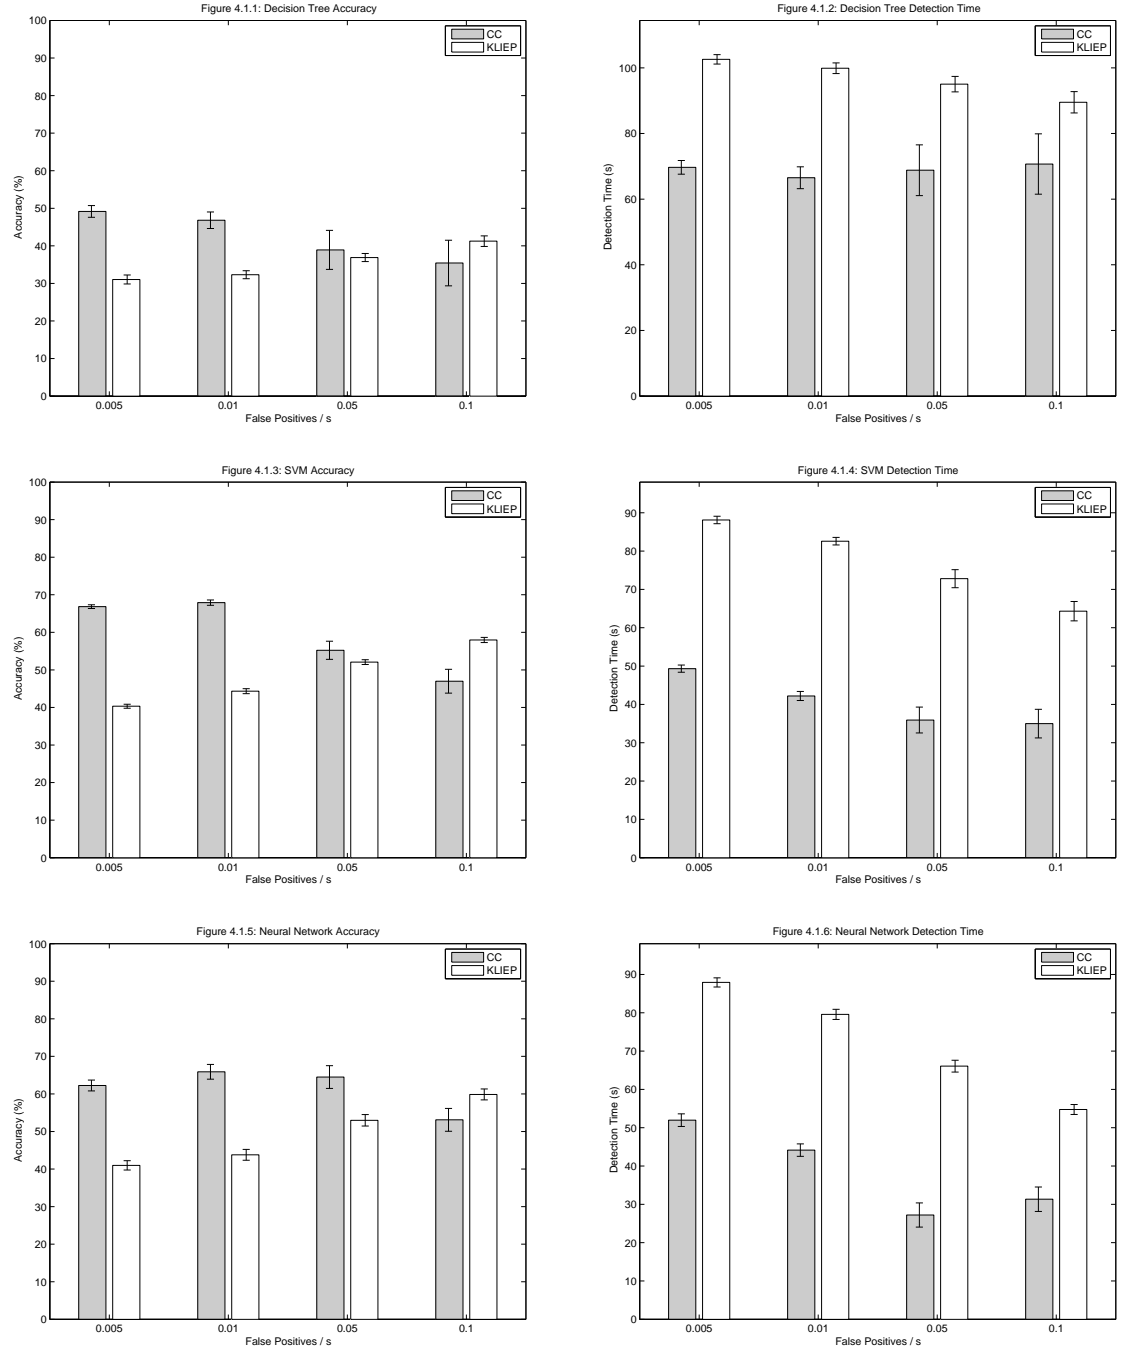 Figure 4.1.1: Decision Tree Accuracy
100
90
80
70
60
50
40
30
20
10
0
Accuracy (%)
CC
KLIEP
0.005 0.01 0.05 0.1
False Positives / s
Figure 4.1.2: Decision Tree Detection Time
100
80
60
40
20
0
Detection Time (s)
CC
KLIEP
0.005 0.01 0.05 0.1
False Positives / s
Figure 4.1.3: SVM Accuracy
100
90
80
70
60
50
40
30
20
10
0
Accuracy (%)
CC
KLIEP
0.005 0.01 0.05 0.1
False Positives / s
Figure 4.1.4: SVM Detection Time
90
80
70
60
50
40
30
20
10
0
Detection Time (s)
CC
KLIEP
0.005 0.01 0.05 0.1
False Positives / s
Figure 4.1.5: Neural Network Accuracy
100
90
80
70
60
50
40
30
20
10
0
Accuracy (%)
CC
KLIEP
0.005 0.01 0.05 0.1
False Positives / s
Figure 4.1.6: Neural Network Detection Time
90
80
70
60
50
40
30
20
10
0
Detection Time (s)
CC
KLIEP
0.005 0.01 0.05 0.1
False Positives / s